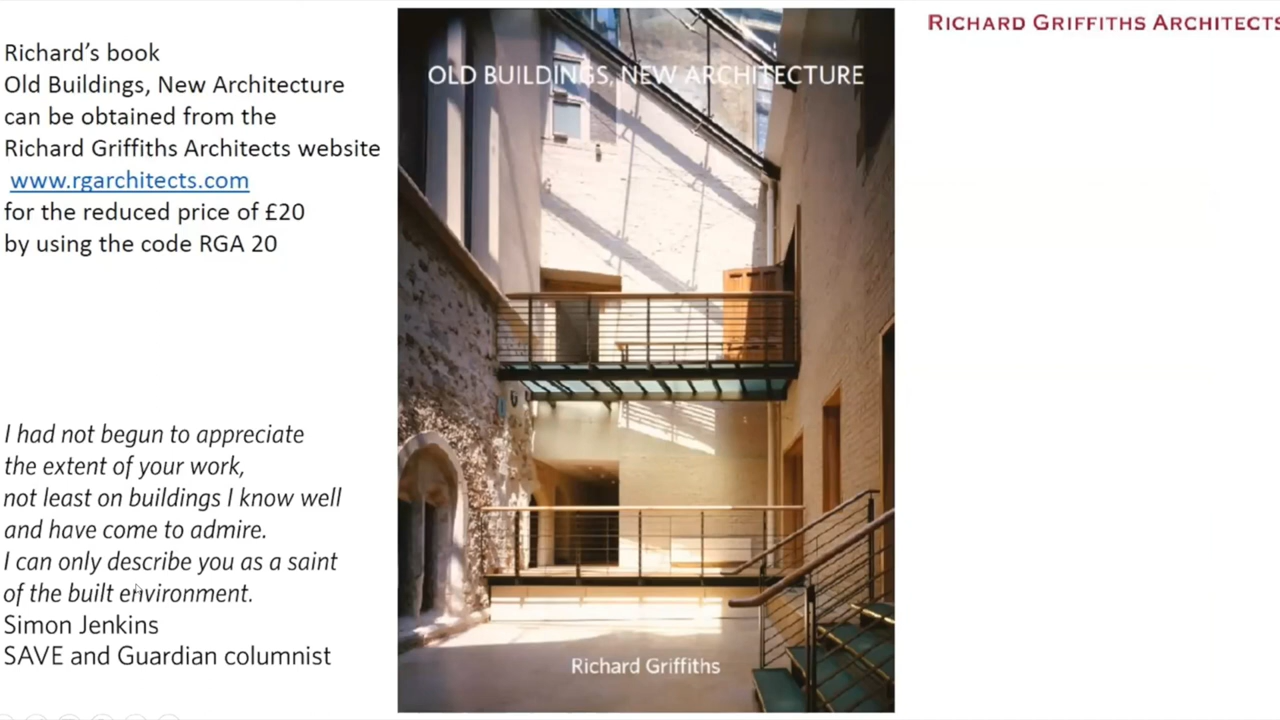 Richard’s book
Old Buildings, New Architecture
can be obtained from the
Richard Griffiths Architects website
www.rgarchitects.com
for the reduced price of £20
by using the code RGA 20
I had not begun to appreciate
the extent of your work,
not least on buildings I know well
and have come to admire.
I can only describe you as a saint
of the built environment.
Simon Jenkins
SAVE and Guardian columnist
OLD BUILDINGS, NEW ARCHITECTURE
Richard Griffiths
RICHARD GRIFFITHS ARCHITECTS